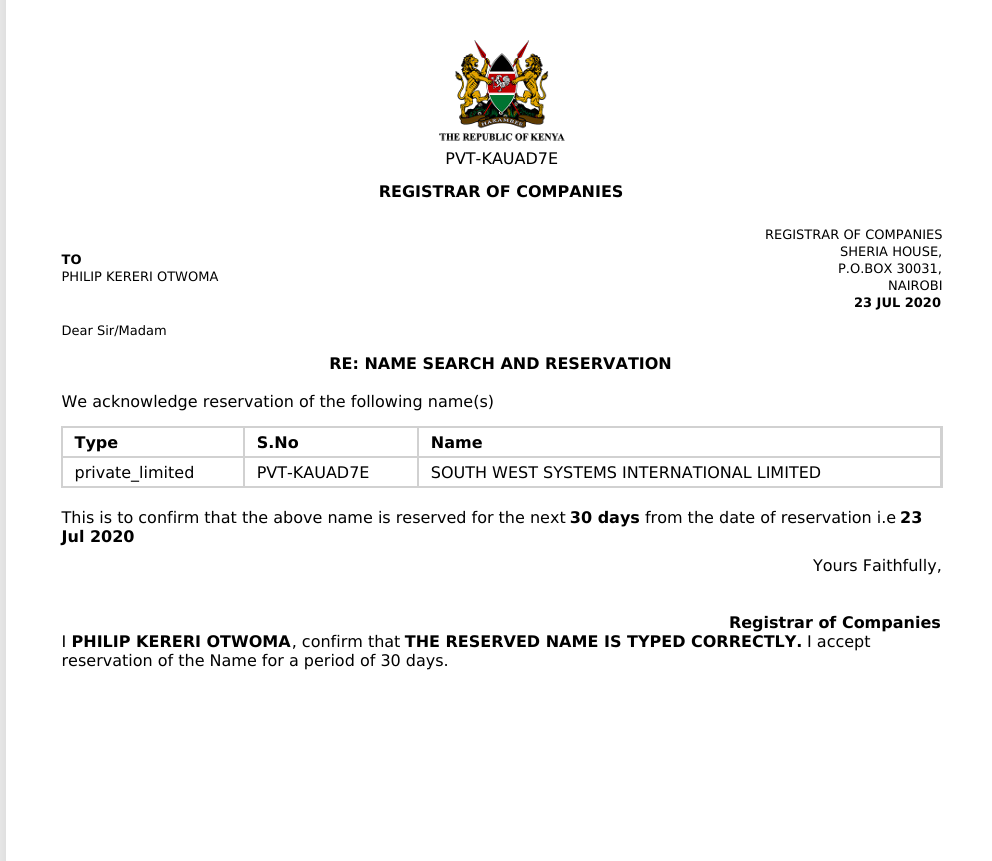 HARAMBEE
THE REPUBLIC OF KENYA
PVT-KAUAD7E
REGISTRAR OF COMPANIES
REGISTRAR OF COMPANIES
SHERIA HOUSE,
P.O.BOX 30031,
NAIROBI
23 JUL 2020
TO
PHILIP KERERI OTWOMA
Dear Sir/Madam
RE: NAME SEARCH AND RESERVATION
We acknowledge reservation of the following name(s)
Type S.No Name
private_limited PVT-KAUAD7E SOUTH WEST SYSTEMS INTERNATIONAL LIMITED
This is to confirm that the above name is reserved for the next 30 days from the date of reservation i.e 23
Jul 2020
Yours Faithfully,
Registrar of Companies
I PHILIP KERERI OTWOMA, confirm that THE RESERVED NAME IS TYPED CORRECTLY. I accept
reservation of the Name for a period of 30 days.